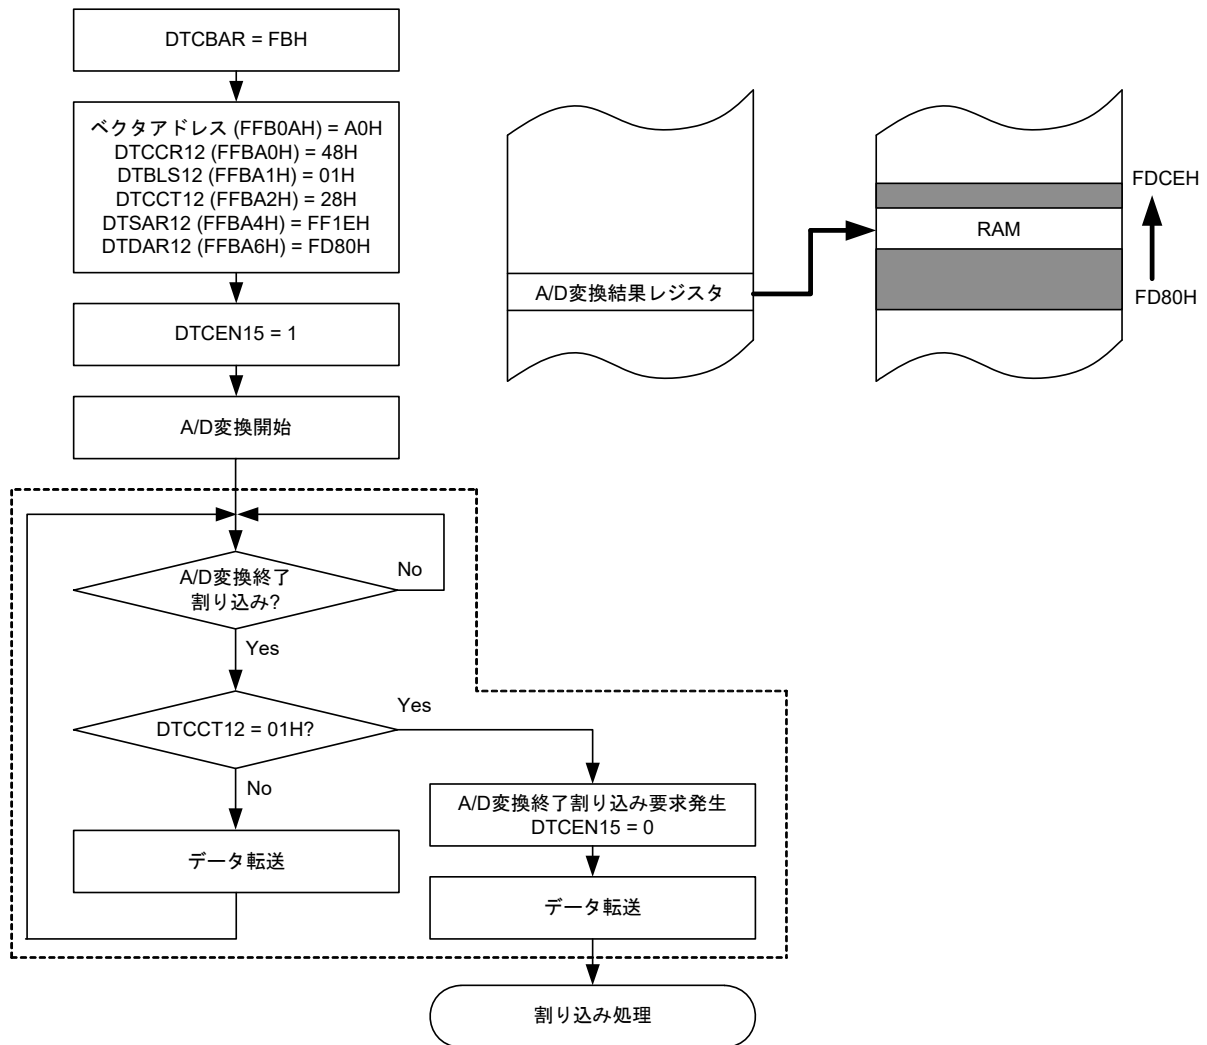 DTCBAR = FBH
ベクタアドレス (FFB0AH) = A0H
DTCCR12 (FFBA0H) = 48H
DTBLS12 (FFBA1H) = 01H
DTCCT12 (FFBA2H) = 28H
DTSAR12 (FFBA4H) = FF1EH
DTDAR12 (FFBA6H) = FD80H
DTCEN15 = 1
A/D変換開始
A/D変換終了
割り込み?
No
Yes
DTCCT12 = 01H?
Yes
No
データ転送
A/D変換終了割り込み要求発生
DTCEN15 = 0
データ転送
割り込み処理
A/D変換結果レジスタ
RAM
FDCEH
FD80H